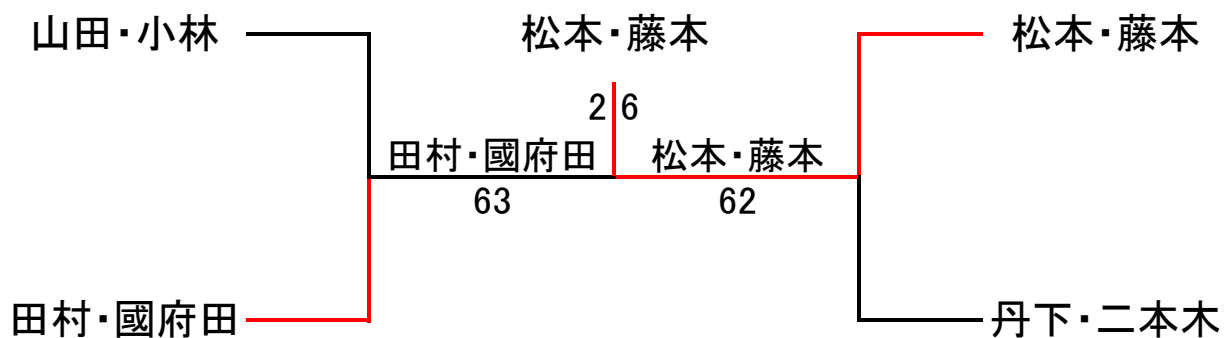 山田・小林 松本・藤本 松本・藤本
2 6
田村・國府田 松本・藤本
63 62
田村・國府田 丹下・二本木